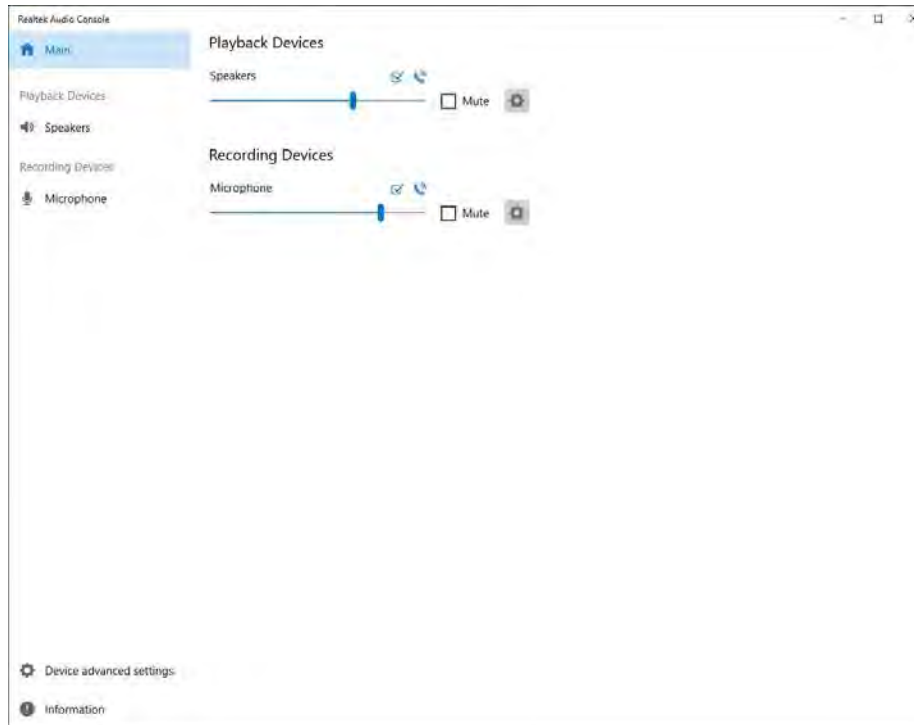 Realtek Audio Console
Main
Playback Devices
Speakers
Recording Devices
Microphone
Device advanced settings
Information
Playback Devices
Speakers
Mute
Recording Devices
Microphone
Mute